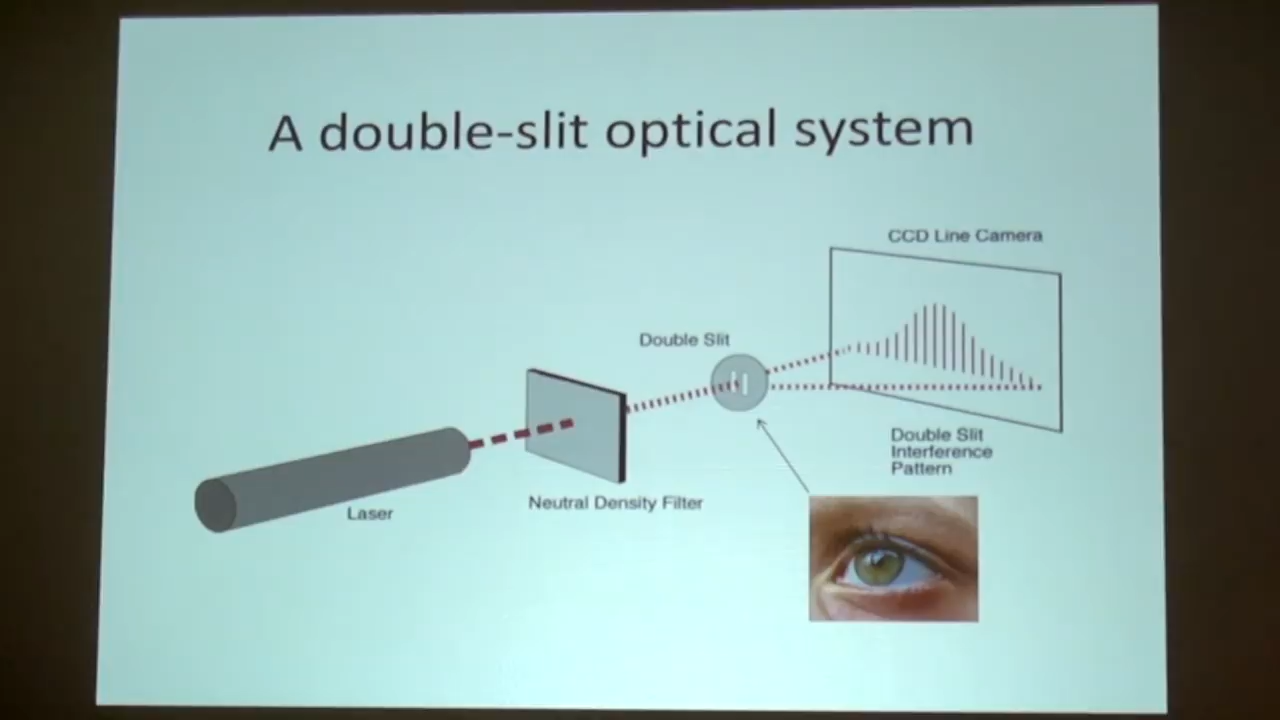 A double-slit optical system
CCD Line Camera
Double Slit
Double Slit
Interference
Pattern
Neutral Density Filter
Laser